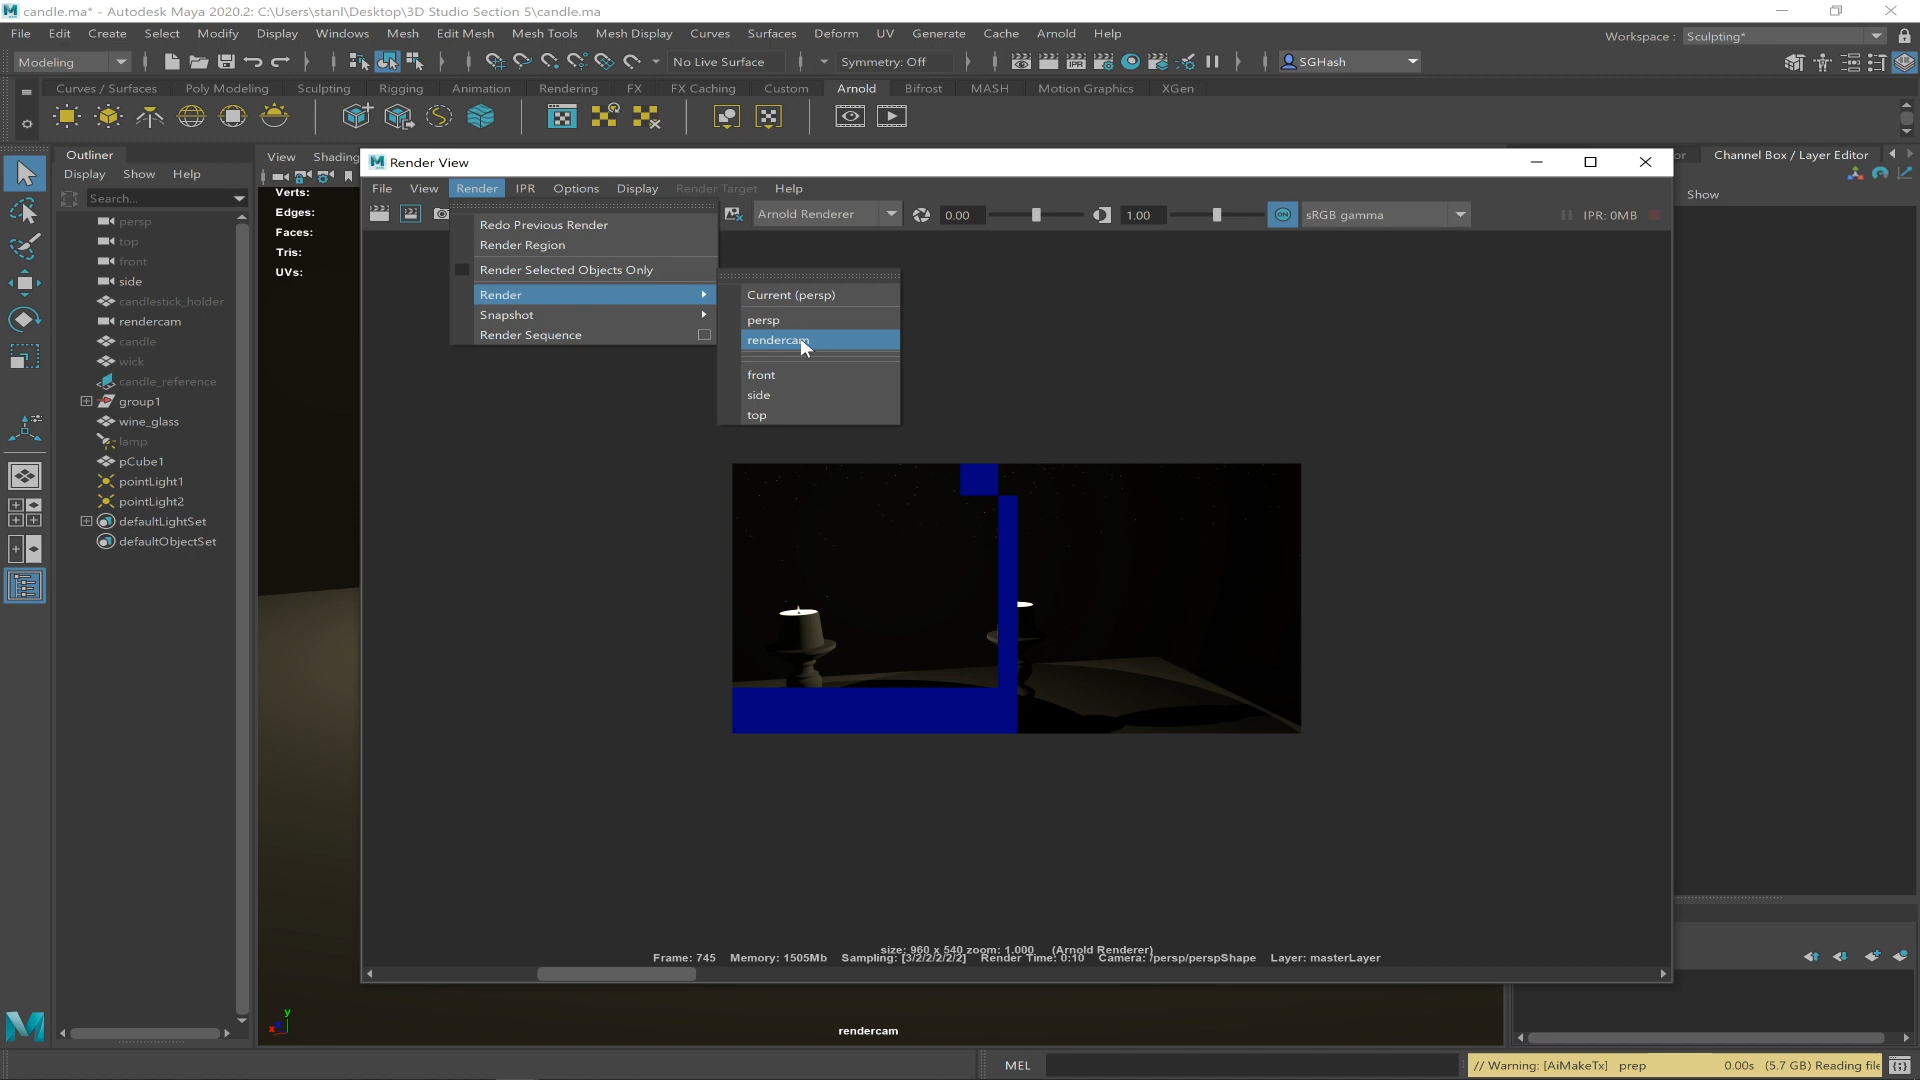 candle.ma* - Autodesk Maya 2020.2: C:\Users\stanl\Desktop\3D Studio Section 5\candle.ma
File Edit Create Select Modify Display Windows Mesh Edit Mesh Mesh Tools Mesh Display Curves Surfaces Deform UV Generate Cache Arnold Help Workspace : Sculpting*
Modeling No Live Surface Symmetry: Off SGHash
Curves / Surfaces Poly Modeling Sculpting Rigging Animation Rendering FX FX Caching Custom Arnold Bifrost MASH Motion Graphics XGen
Outliner
Display Show Help
Search...
persp
top
front
side
candlestick_holder
rendercam
candle
wick
candle_reference
group1
wine_glass
lamp
pCube1
pointLight1
pointLight2
defaultLightSet
defaultObjectSet
View Shading
Verts:
Edges:
Faces:
Tris:
UVs:
Render View
File View Render IPR Options Display Render Target Help
Arnold Renderer 0.00 1.00 ON sRGB gamma IPR: 0MB
Redo Previous Render
Render Region
Render Selected Objects Only
Render
Snapshot
Render Sequence
Current (persp)
persp
rendercam
front
side
top
size: 960 x 540 zoom: 1.000 (Arnold Renderer)
Frame: 745 Memory: 1505Mb Sampling: [3/2/2/2/2/2] Render Time: 0:10 Camera: /persp/perspShape Layer: masterLayer
Channel Box / Layer Editor
Show
y
x
rendercam
MEL
// Warning: [AiMakeTx] prep 0.00s (5.7 GB) Reading file